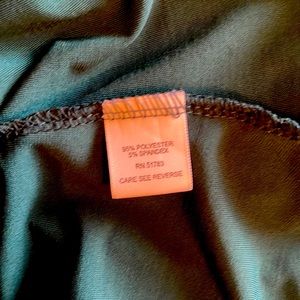 95% POLYESTER
5% SPANDEX
RN 51783
CARE SEE REVERSE